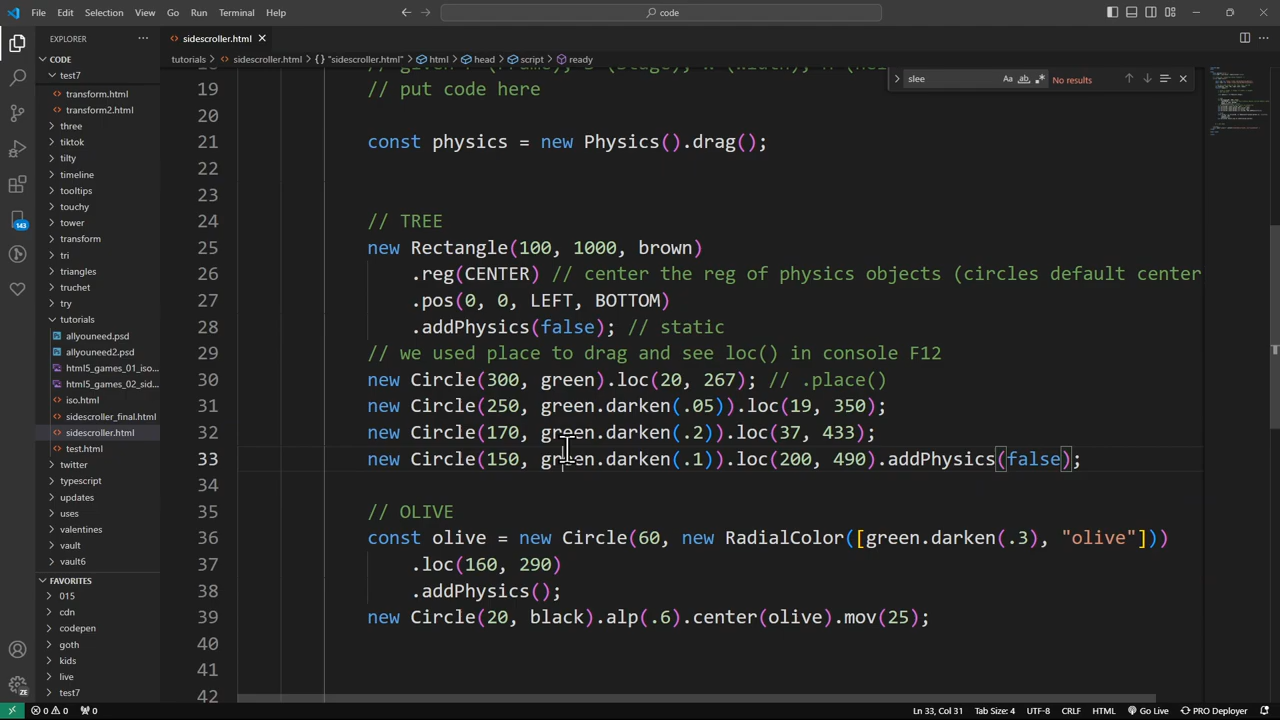 File Edit Selection View Go Run Terminal Help
code
EXPLORER
sidescroller.html
CODE
tutorials > sidescroller.html > {} "sidescroller.html" > html > head > script > ready
test7
transform.html
transform2.html
three
tiktok
tilty
timeline
tooltips
touchy
tower
transform
tri
triangles
truchet
try
tutorials
allyouneed.psd
allyouneed2.psd
html5_games_01_iso...
html5_games_02_sid...
iso.html
sidescroller_final.html
sidescroller.html
test.html
twitter
typescript
updates
uses
valentines
vault
vault6
FAVORITES
015
cdn
codepen
goth
kids
live
test7
143
ZE
slee
Aa ab
No results
19 // put code here
20
21 const physics = new Physics().drag();
22
23
24 // TREE
25 new Rectangle(100, 1000, brown)
26 .reg(CENTER) // center the reg of physics objects (circles default center
27 .pos(0, 0, LEFT, BOTTOM)
28 .addPhysics(false); // static
29 // we used place to drag and see loc() in console F12
30 new Circle(300, green).loc(20, 267); // .place()
31 new Circle(250, green.darken(.05)).loc(19, 350);
32 new Circle(170, green.darken(.2)).loc(37, 433);
33 new Circle(150, green.darken(.1)).loc(200, 490).addPhysics(false);
34
35 // OLIVE
36 const olive = new Circle(60, new RadialColor([green.darken(.3), "olive"]))
37 .loc(160, 290)
38 .addPhysics();
39 new Circle(20, black).alp(.6).center(olive).mov(25);
40
41
42
0 0 0 Ln 33, Col 31 Tab Size: 4 UTF-8 CRLF HTML Go Live PRO Deployer